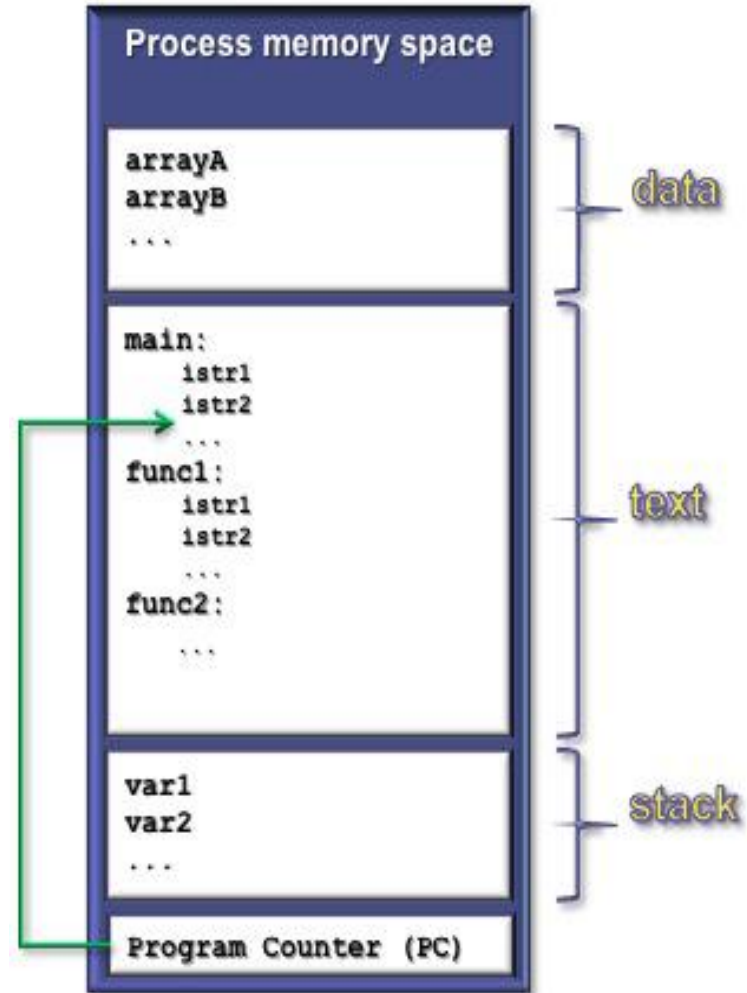 Process memory space
arrayA
arrayB
...
data
main:
istr1
istr2
...
func1:
istr1
istr2
...
func2:
...
text
var1
var2
...
stack
Program Counter (PC)